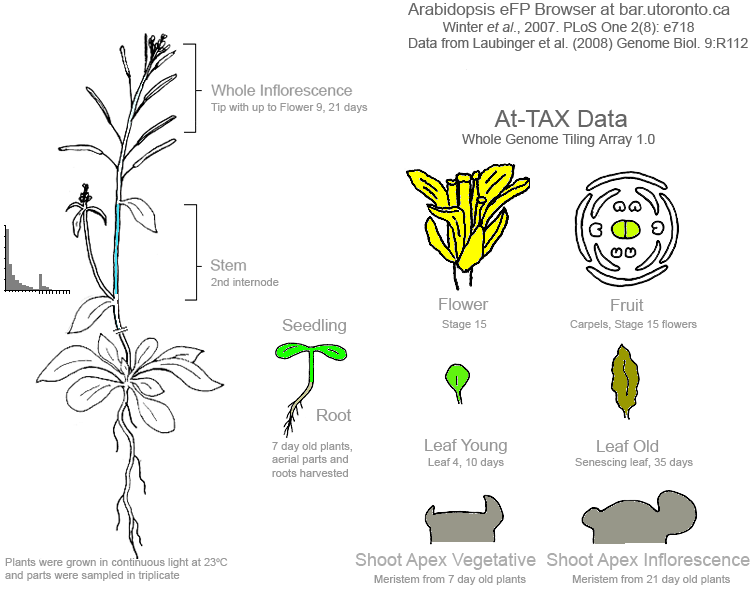 Arabidopsis eFP Browser at bar.utoronto.ca
Winter et al., 2007. PLoS One 2(8): e718
Data from Laubinger et al. (2008) Genome Biol. 9:R112
Whole Inflorescence
Tip with up to Flower 9, 21 days
At-TAX Data
Whole Genome Tiling Array 1.0
Stem
2nd internode
Flower
Stage 15
Fruit
Carpels, Stage 15 flowers
Seedling
Root
7 day old plants,
aerial parts and
roots harvested
Leaf Young
Leaf 4, 10 days
Leaf Old
Senescing leaf, 35 days
Shoot Apex Vegetative
Meristem from 7 day old plants
Shoot Apex Inflorescence
Meristem from 21 day old plants
Plants were grown in continuous light at 23ºC
and parts were sampled in triplicate